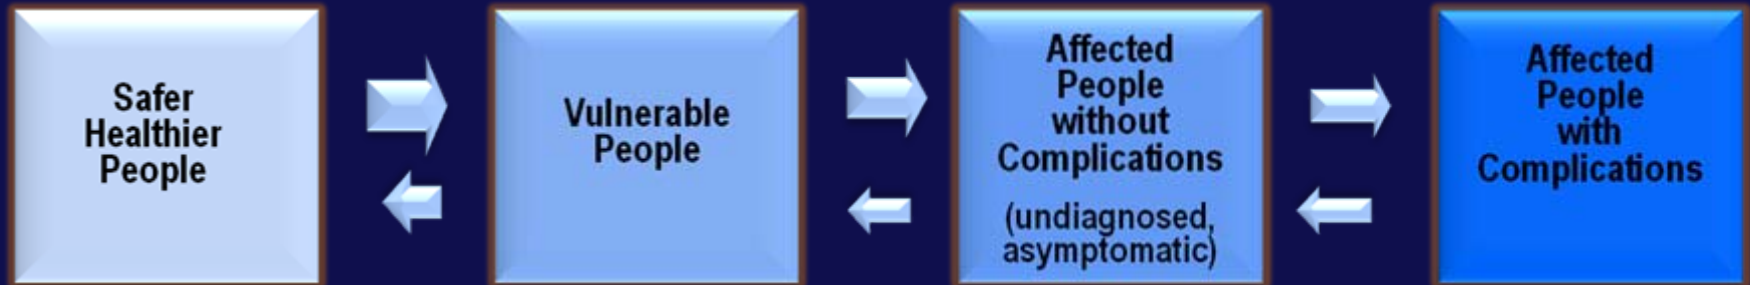 Safer
Healthier
People
Vulnerable
People
Affected
People
without
Complications
(undiagnosed,
asymptomatic)
Affected
People
with
Complications